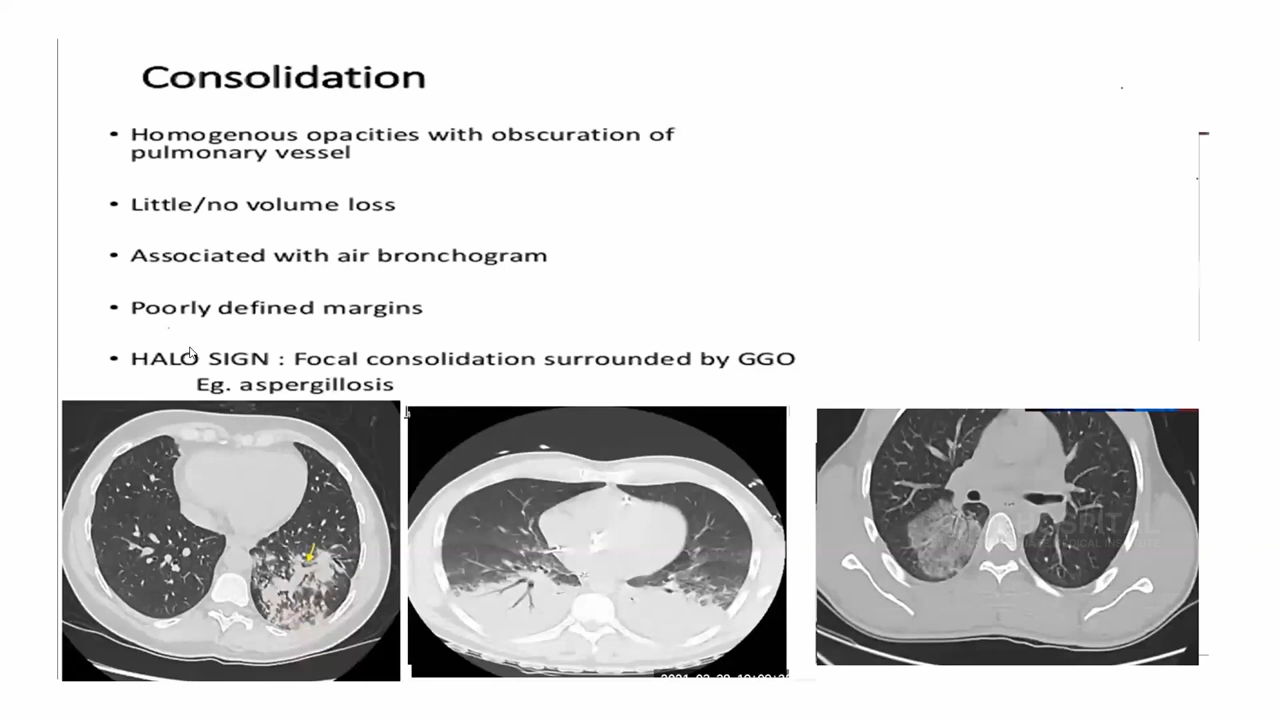 Consolidation
• Homogenous opacities with obscuration of
pulmonary vessel
• Little/no volume loss
• Associated with air bronchogram
• Poorly defined margins
• HALO SIGN : Focal consolidation surrounded by GGO
Eg. aspergillosis